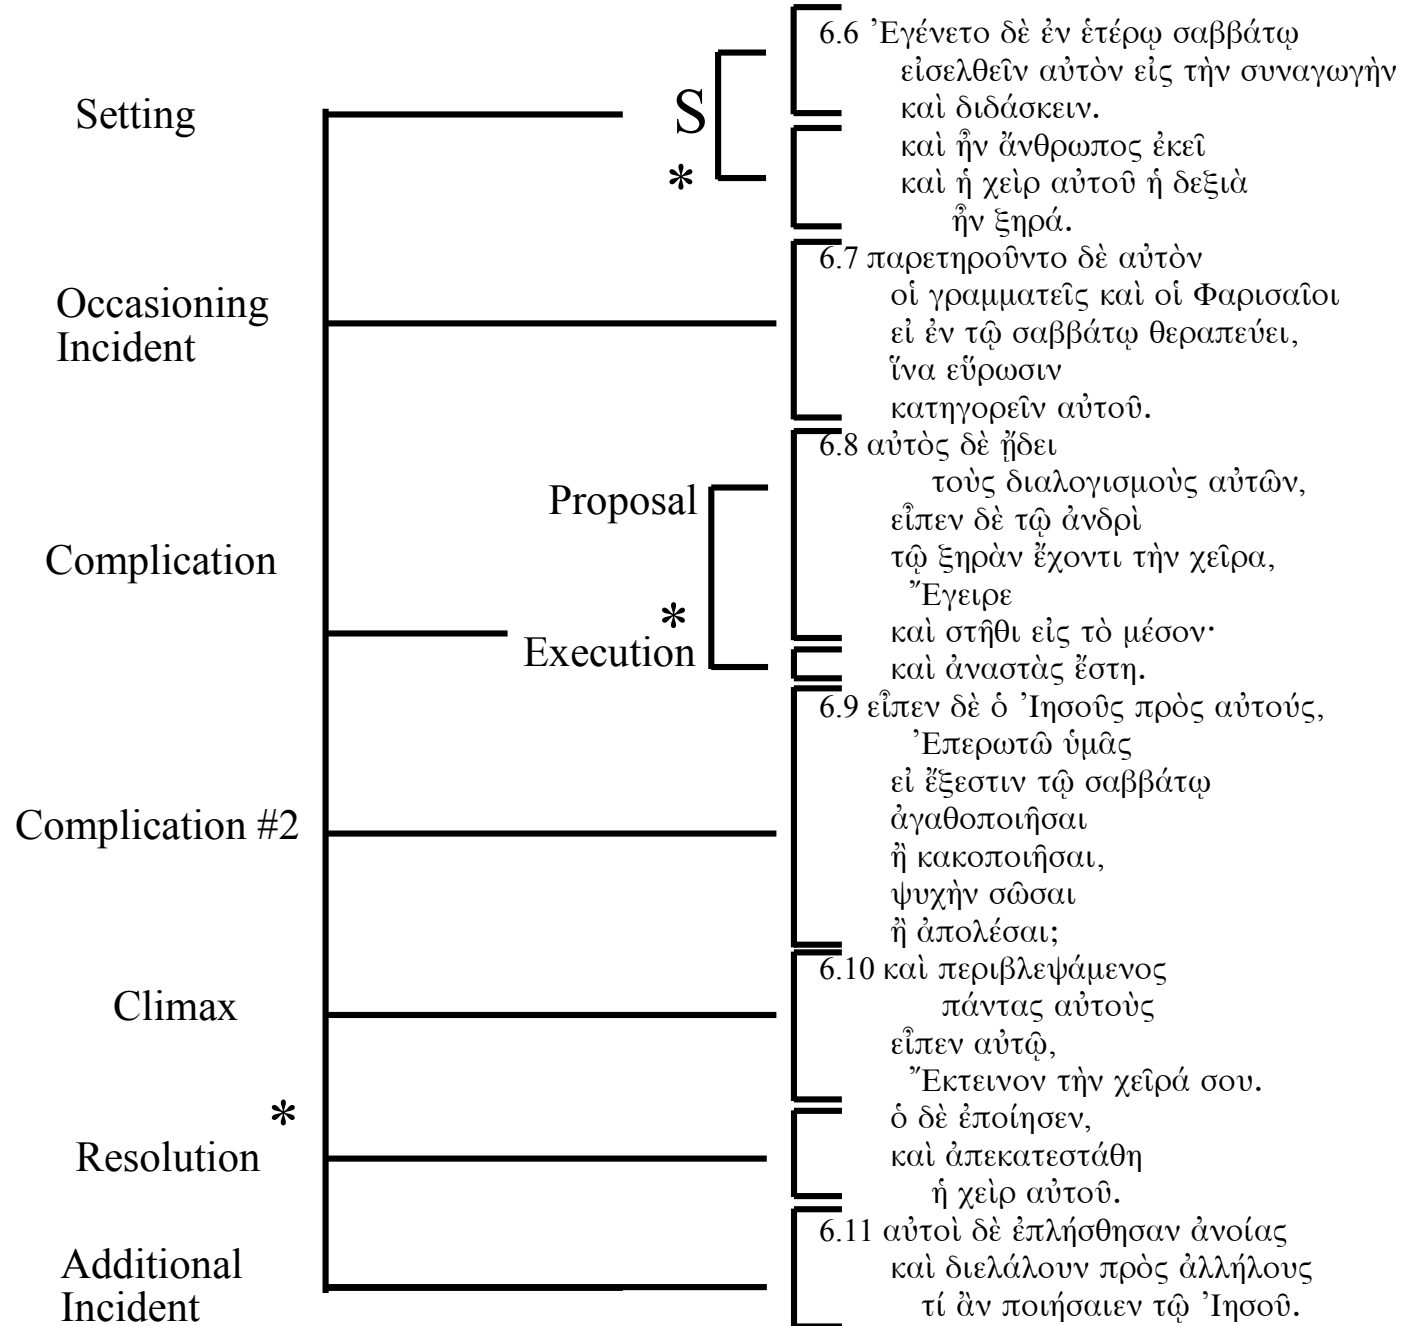 Setting
S
*
6.6 Ἐγένετο δὲ ἐν ἑτέρῳ σαββάτῳ
εἰσελθεῖν αὐτὸν εἰς τὴν συναγωγὴν
καὶ διδάσκειν.
καὶ ἦν ἄνθρωπος ἐκεῖ
καὶ ἡ χεὶρ αὐτοῦ ἡ δεξιὰ
ἦν ξηρά.
Occasioning
Incident
6.7 παρετηροῦντο δὲ αὐτὸν
οἱ γραμματεῖς καὶ οἱ Φαρισαῖοι
εἰ ἐν τῷ σαββάτῳ θεραπεύει,
ἵνα εὕρωσιν
κατηγορεῖν αὐτοῦ.
Complication
Proposal
*
Execution
6.8 αὐτὸς δὲ ᾔδει
τοὺς διαλογισμοὺς αὐτῶν,
εἶπεν δὲ τῷ ἀνδρὶ
τῷ ξηρὰν ἔχοντι τὴν χεῖρα,
Ἔγειρε
καὶ στῆθι εἰς τὸ μέσον·
καὶ ἀναστὰς ἔστη.
Complication #2
6.9 εἶπεν δὲ ὁ Ἰησοῦς πρὸς αὐτούς,
Ἐπερωτῶ ὑμᾶς
εἰ ἔξεστιν τῷ σαββάτῳ
ἀγαθοποιῆσαι
ἢ κακοποιῆσαι,
ψυχὴν σῶσαι
ἢ ἀπολέσαι;
Climax
6.10 καὶ περιβλεψάμενος
πάντας αὐτοὺς
εἶπεν αὐτῷ,
Ἔκτεινον τὴν χεῖρά σου.
*
Resolution
ὁ δὲ ἐποίησεν,
καὶ ἀπεκατεστάθη
ἡ χεὶρ αὐτοῦ.
Additional
Incident
6.11 αὐτοὶ δὲ ἐπλήσθησαν ἀνοίας
καὶ διελάλουν πρὸς ἀλλήλους
τί ἂν ποιήσαιεν τῷ Ἰησοῦ.